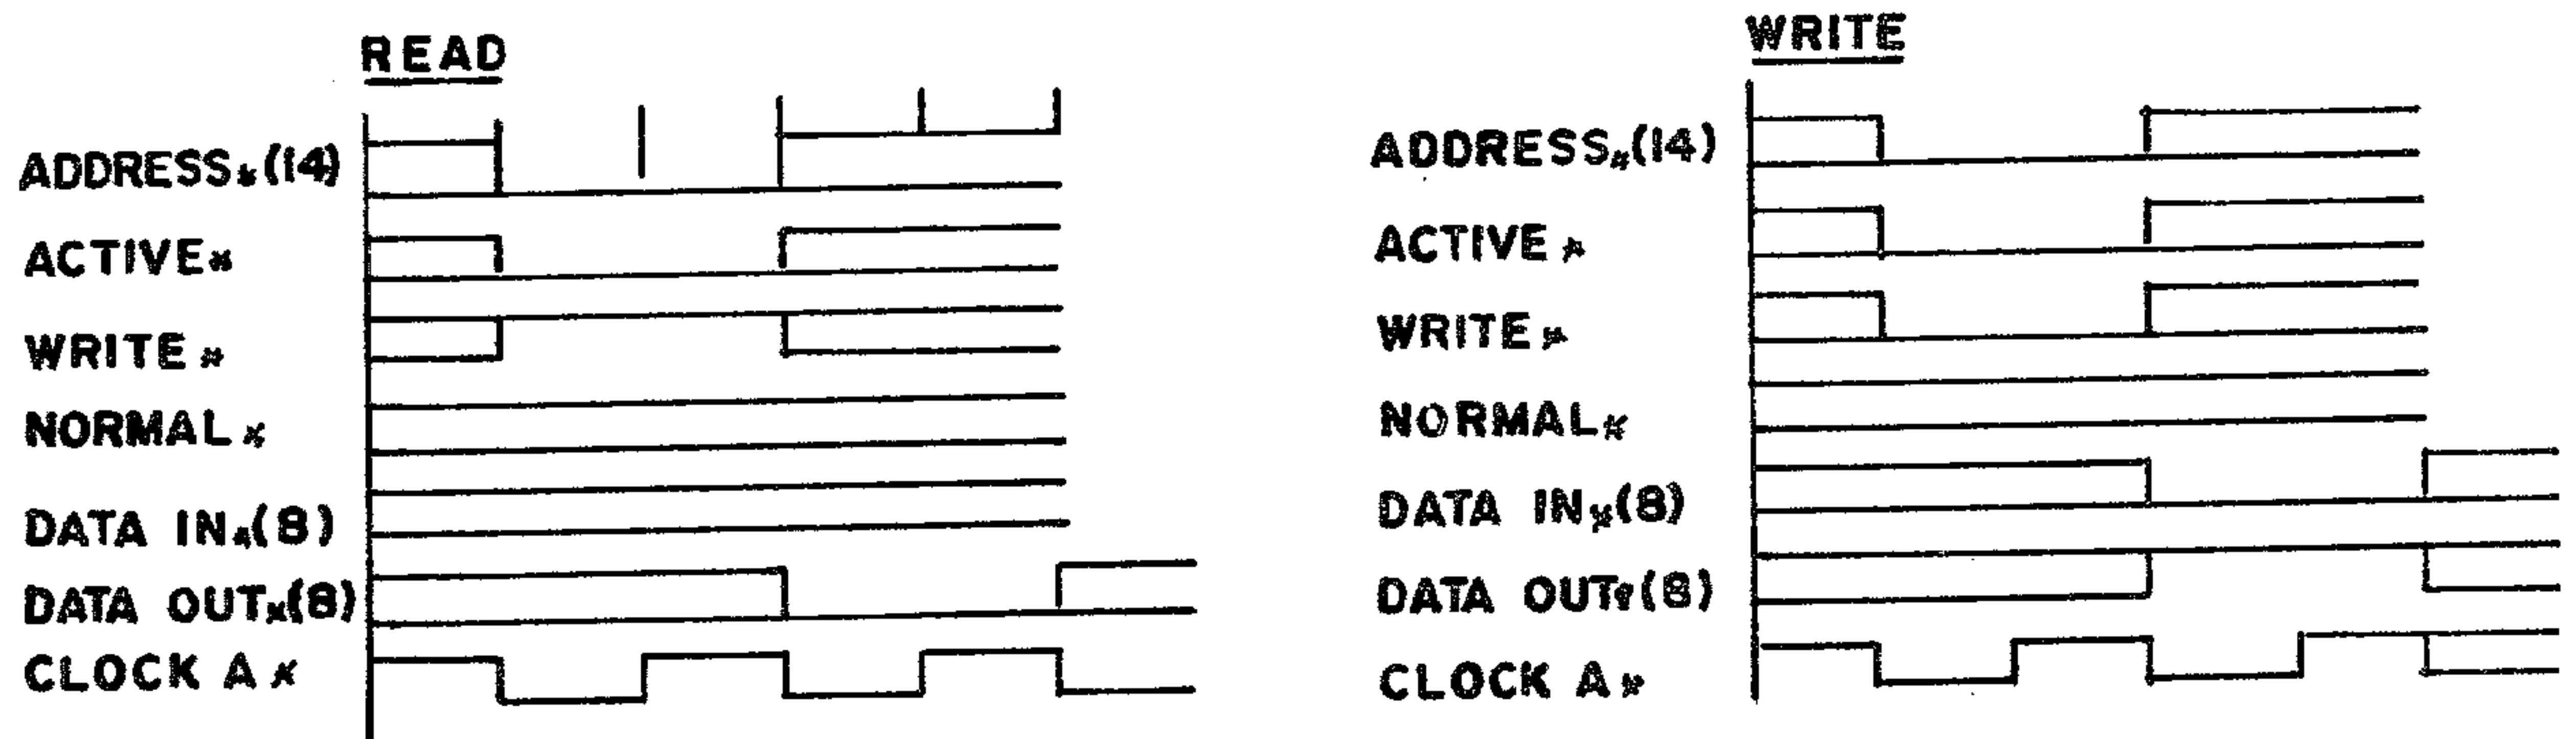 READ
ADDRESS*(14)
ACTIVE*
WRITE*
NORMAL*
DATA IN*(8)
DATA OUT*(8)
CLOCK A*
WRITE
ADDRESS*(14)
ACTIVE*
WRITE*
NORMAL*
DATA IN*(8)
DATA OUT*(8)
CLOCK A*